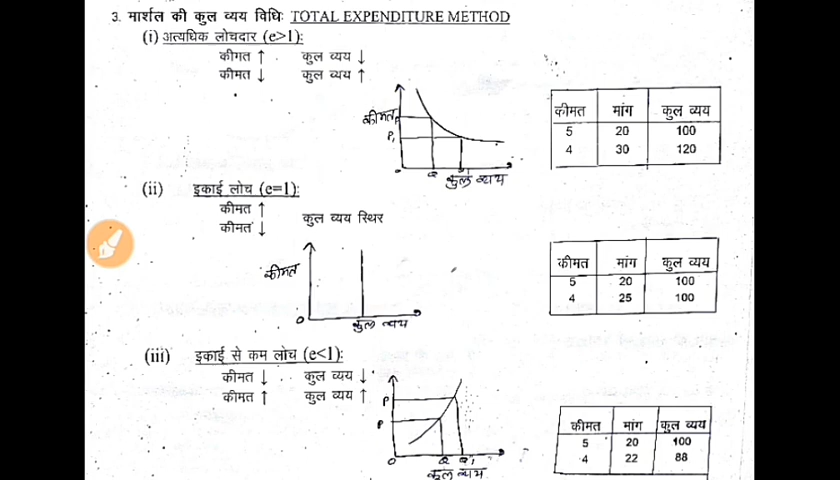 3. मार्शल की कुल व्यय विधिः TOTAL EXPENDITURE METHOD
(i) अत्यधिक लोचदार (e>1):
कीमत ↑ कुल व्यय ↓
कीमत ↓ कुल व्यय ↑
कीमत P
P₁
Q
कुल व्यय
कीमत मांग कुल व्यय
5 20 100
4 30 120
(ii) इकाई लोच (e=1):
कीमत ↑
कीमत ↓
कुल व्यय स्थिर
कीमत
0
कुल व्यय
कीमत मांग कुल व्यय
5 20 100
4 25 100
(iii) इकाई से कम लोच (e<1):
कीमत ↓ कुल व्यय ↓
कीमत ↑ कुल व्यय ↑
P
P
0 Q Q₁
कुल व्यय
कीमत मांग कुल व्यय
5 20 100
4 22 88